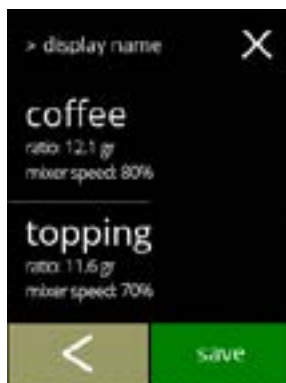 > display name
X
coffee
ratio: 12.1 gr
mixer speed: 80%
topping
ratio: 11.6 gr
mixer speed: 70%
<
save